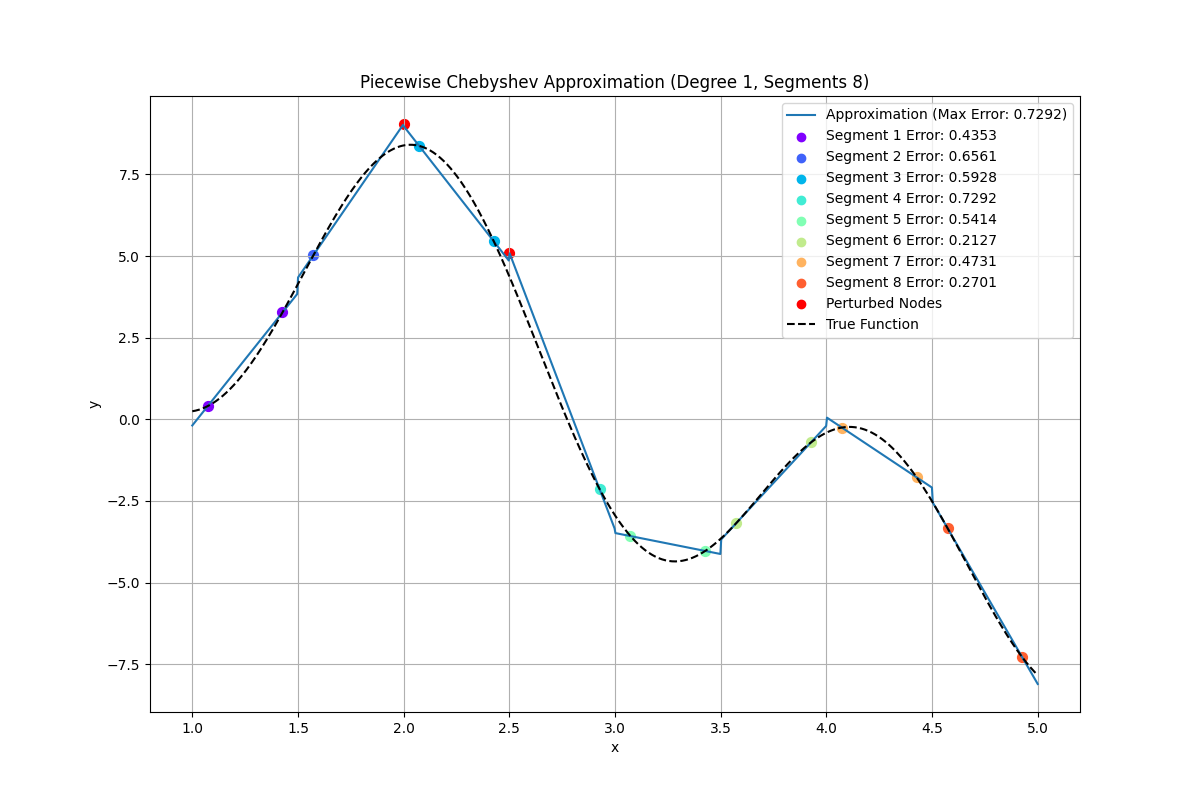 Piecewise Chebyshev Approximation (Degree 1, Segments 8)
Approximation (Max Error: 0.7292)
Segment 1 Error: 0.4353
Segment 2 Error: 0.6561
Segment 3 Error: 0.5928
Segment 4 Error: 0.7292
Segment 5 Error: 0.5414
Segment 6 Error: 0.2127
Segment 7 Error: 0.4731
Segment 8 Error: 0.2701
Perturbed Nodes
True Function
7.5
5.0
2.5
0.0
−2.5
−5.0
−7.5
y
1.0 1.5 2.0 2.5 3.0 3.5 4.0 4.5 5.0
x